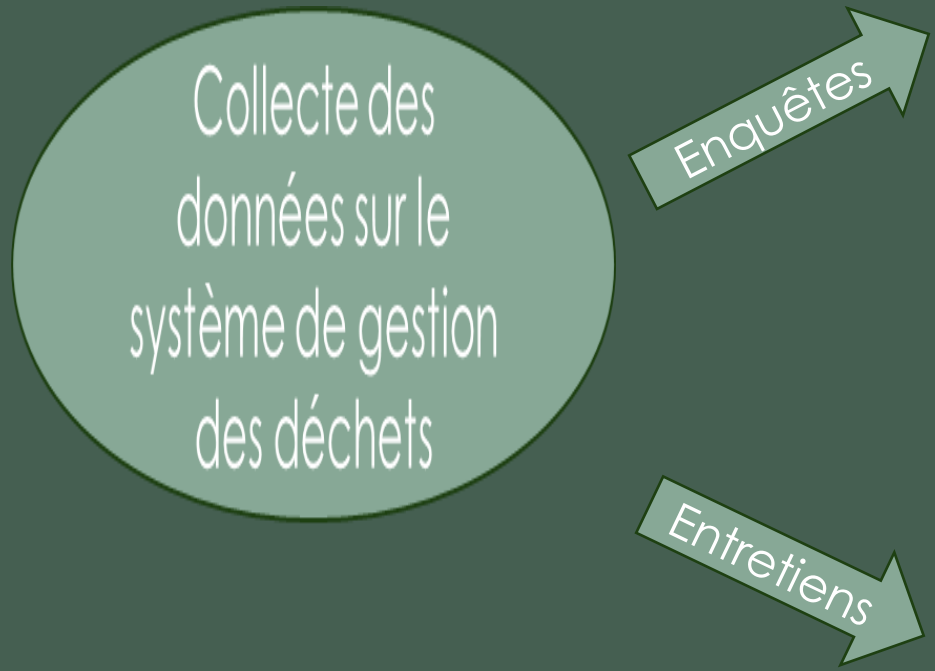 Collecte des
données sur le
système de gestion
des déchets
Enquêtes
Entretiens